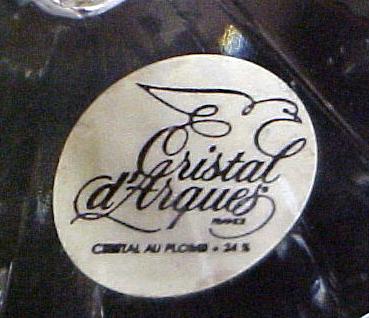 Cristal
d'Arques®
FRANCE
CRISTAL AU PLOMB + 24 %